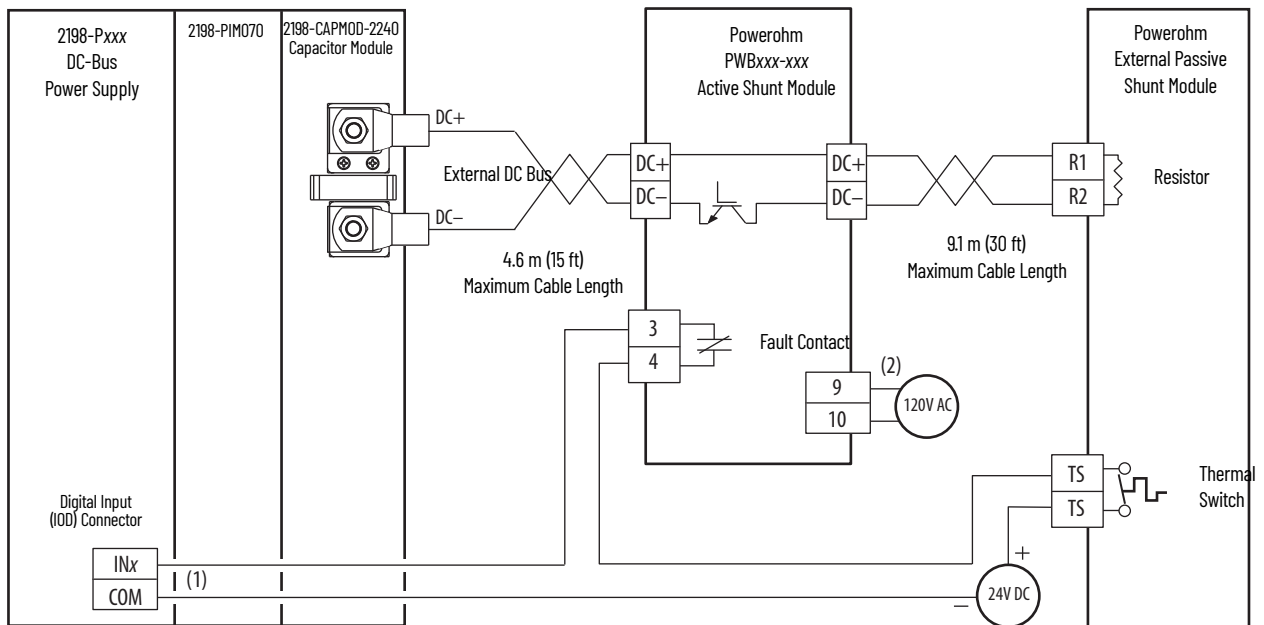 2198-Pxxx
DC-Bus
Power Supply
2198-PIM070
2198-CAPMOD-2240
Capacitor Module
Powerohm
PWBxxx-xxx
Active Shunt Module
Powerohm
External Passive
Shunt Module
DC+
External DC Bus
DC–
4.6 m (15 ft)
Maximum Cable Length
DC+
DC–
DC+
DC–
9.1 m (30 ft)
Maximum Cable Length
R1
R2
Resistor
3
4
Fault Contact
9
10
(2)
120V AC
TS
TS
Thermal
Switch
Digital Input
(IOD) Connector
INx
COM
(1)
+
–
24V DC